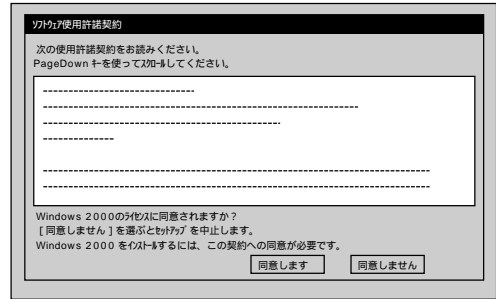 ｿﾌﾄｳｪｱ使用許諾契約
次の使用許諾契約をお読みください。
PageDown ｷｰを使ってｽｸﾛｰﾙしてください。
Windows 2000のﾗｲｾﾝｽに同意されますか？
[ 同意しません ] を選ぶとｾｯﾄｱｯﾌﾟを中止します。
Windows 2000 をｲﾝｽﾄｰﾙするには、この契約への同意が必要です。
同意します 同意しません